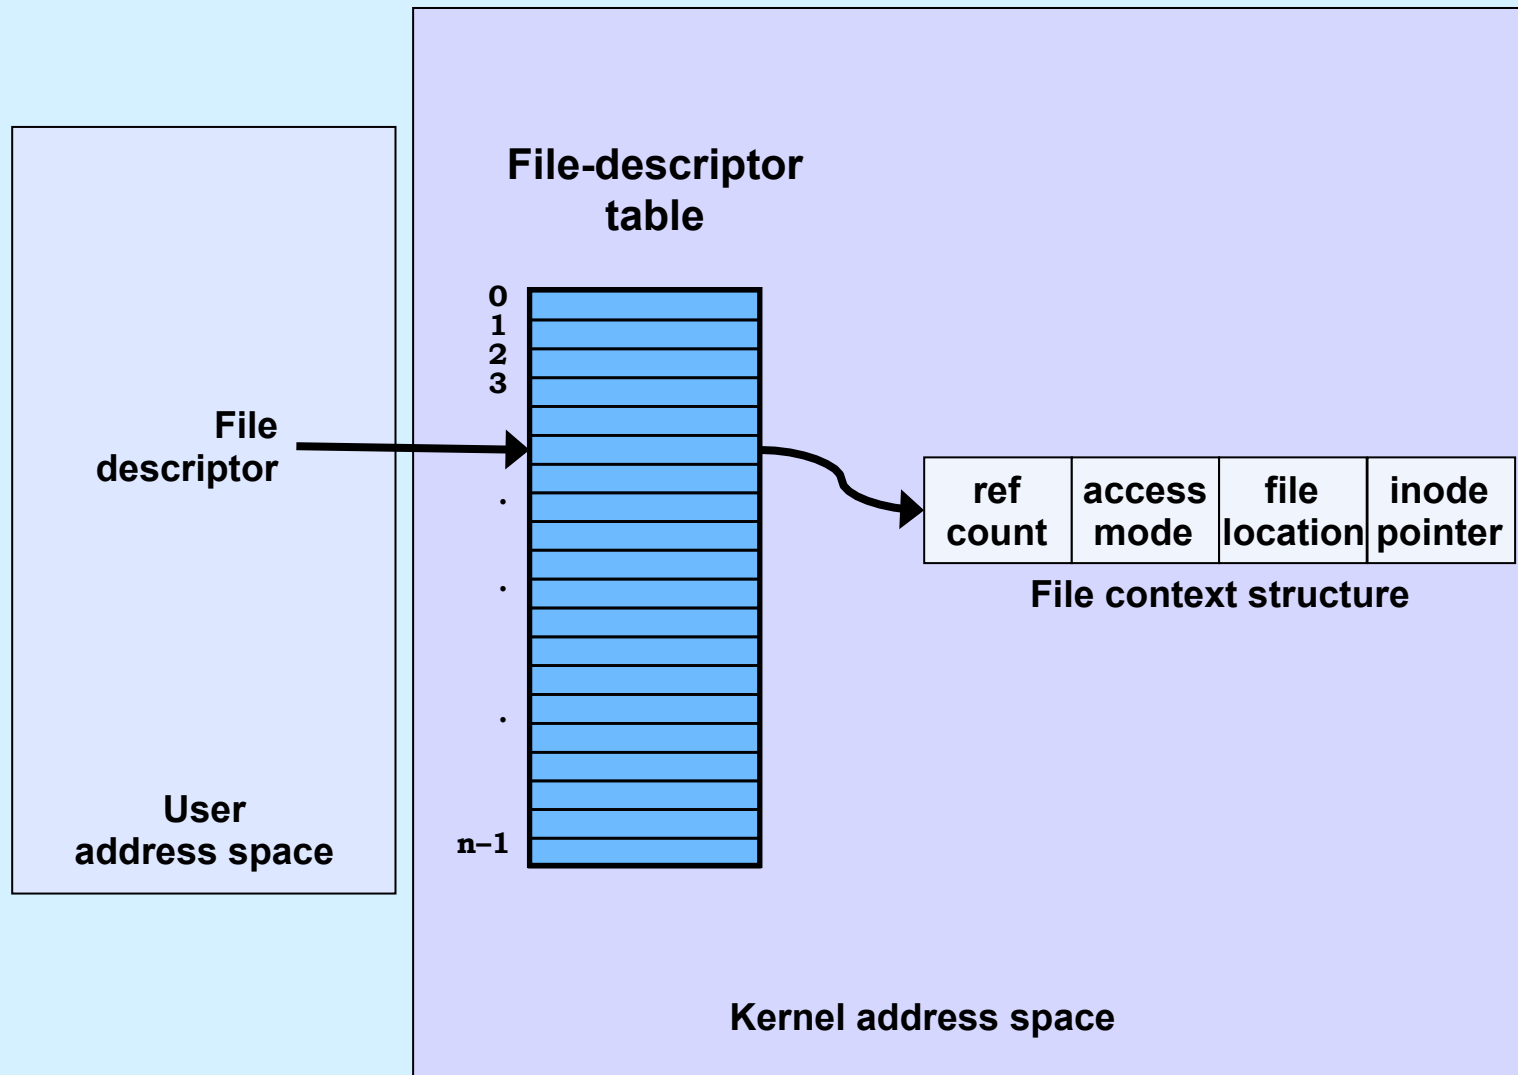 File-descriptor
table
0
1
2
3
.
.
.
n–1
File
descriptor
User
address space
ref
count
access
mode
file
location
inode
pointer
File context structure
Kernel address space